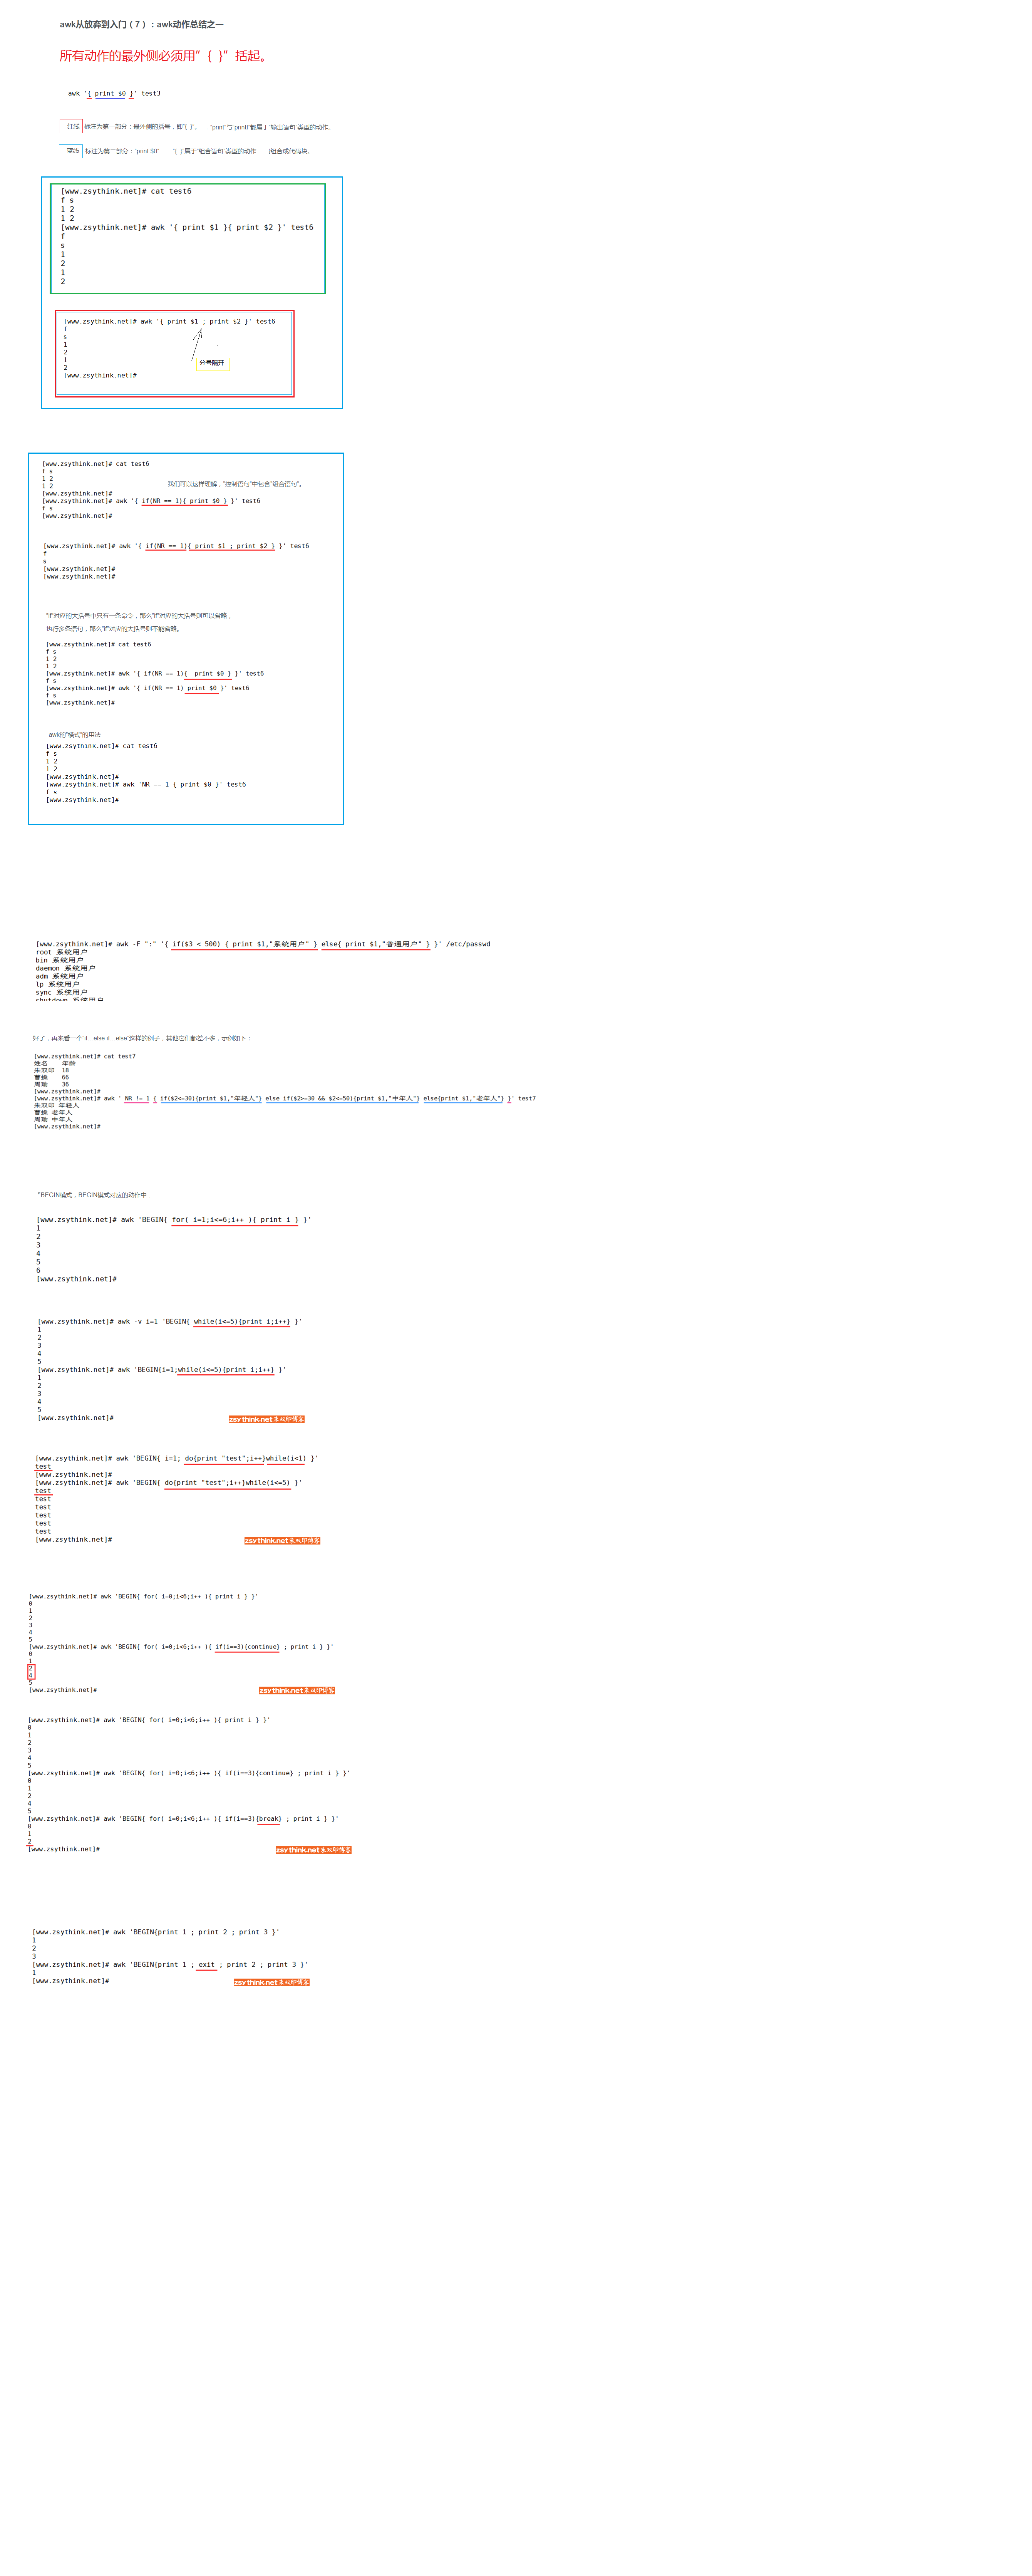 awk从放弃到入门（7）：awk动作总结之一
所有动作的最外侧必须用“｛ ｝”括起。
awk '{ print $0 }' test3
红线 标注为第一部分：最外侧的括号，即"{ }"。 "print"与"printf"都属于"输出语句"类型的动作。
蓝线 标注为第二部分："print $0" "{ }"属于"组合语句"类型的动作 i组合成代码块。
[www.zsythink.net]# cat test6
f s
1 2
1 2
[www.zsythink.net]# awk '{ print $1 }{ print $2 }' test6
f
s
1
2
1
2
[www.zsythink.net]# awk '{ print $1 ; print $2 }' test6
f
s
1
2
1
2
[www.zsythink.net]#
分号隔开
[www.zsythink.net]# cat test6
f s
1 2
1 2
我们可以这样理解，"控制语句"中包含"组合语句"。
[www.zsythink.net]#
[www.zsythink.net]# awk '{ if(NR == 1){ print $0 } }' test6
f s
[www.zsythink.net]#
[www.zsythink.net]# awk '{ if(NR == 1){ print $1 ; print $2 } }' test6
f
s
[www.zsythink.net]#
[www.zsythink.net]#
"if"对应的大括号中只有一条命令，那么"if"对应的大括号则可以省略，
执行多条语句，那么"if"对应的大括号则不能省略。
[www.zsythink.net]# cat test6
f s
1 2
1 2
[www.zsythink.net]# awk '{ if(NR == 1){  print $0 } }' test6
f s
[www.zsythink.net]# awk '{ if(NR == 1) print $0 }' test6
f s
[www.zsythink.net]#
awk的"模式"的用法
[www.zsythink.net]# cat test6
f s
1 2
1 2
[www.zsythink.net]#
[www.zsythink.net]# awk 'NR == 1 { print $0 }' test6
f s
[www.zsythink.net]#
[www.zsythink.net]# awk -F ":" '{ if($3 < 500) { print $1,"系统用户" } else{ print $1,"普通用户" } }' /etc/passwd
root 系统用户
bin 系统用户
daemon 系统用户
adm 系统用户
lp 系统用户
sync 系统用户
shutdown 系统用户
好了，再来看一个"if...else if...else"这样的例子，其他它们都差不多，示例如下：
[www.zsythink.net]# cat test7
姓名    年龄
朱双印  18
曹操    66
周瑜    36
[www.zsythink.net]#
[www.zsythink.net]# awk ' NR != 1 { if($2<=30){print $1,"年轻人"} else if($2>=30 && $2<=50){print $1,"中年人"} else{print $1,"老年人"} }' test7
朱双印 年轻人
曹操 老年人
周瑜 中年人
[www.zsythink.net]#
"BEGIN模式，BEGIN模式对应的动作中
[www.zsythink.net]# awk 'BEGIN{ for( i=1;i<=6;i++ ){ print i } }'
1
2
3
4
5
6
[www.zsythink.net]#
[www.zsythink.net]# awk -v i=1 'BEGIN{ while(i<=5){print i;i++} }'
1
2
3
4
5
[www.zsythink.net]# awk 'BEGIN{i=1;while(i<=5){print i;i++} }'
1
2
3
4
5
[www.zsythink.net]#
zsythink.net朱双印博客
[www.zsythink.net]# awk 'BEGIN{ i=1; do{print "test";i++}while(i<1) }'
test
[www.zsythink.net]#
[www.zsythink.net]# awk 'BEGIN{ do{print "test";i++}while(i<=5) }'
test
test
test
test
test
test
[www.zsythink.net]#
zsythink.net朱双印博客
[www.zsythink.net]# awk 'BEGIN{ for( i=0;i<6;i++ ){ print i } }'
0
1
2
3
4
5
[www.zsythink.net]# awk 'BEGIN{ for( i=0;i<6;i++ ){ if(i==3){continue} ; print i } }'
0
1
2
4
5
[www.zsythink.net]#
zsythink.net朱双印博客
[www.zsythink.net]# awk 'BEGIN{ for( i=0;i<6;i++ ){ print i } }'
0
1
2
3
4
5
[www.zsythink.net]# awk 'BEGIN{ for( i=0;i<6;i++ ){ if(i==3){continue} ; print i } }'
0
1
2
4
5
[www.zsythink.net]# awk 'BEGIN{ for( i=0;i<6;i++ ){ if(i==3){break} ; print i } }'
0
1
2
[www.zsythink.net]#
zsythink.net朱双印博客
[www.zsythink.net]# awk 'BEGIN{print 1 ; print 2 ; print 3 }'
1
2
3
[www.zsythink.net]# awk 'BEGIN{print 1 ; exit ; print 2 ; print 3 }'
1
[www.zsythink.net]#
zsythink.net朱双印博客